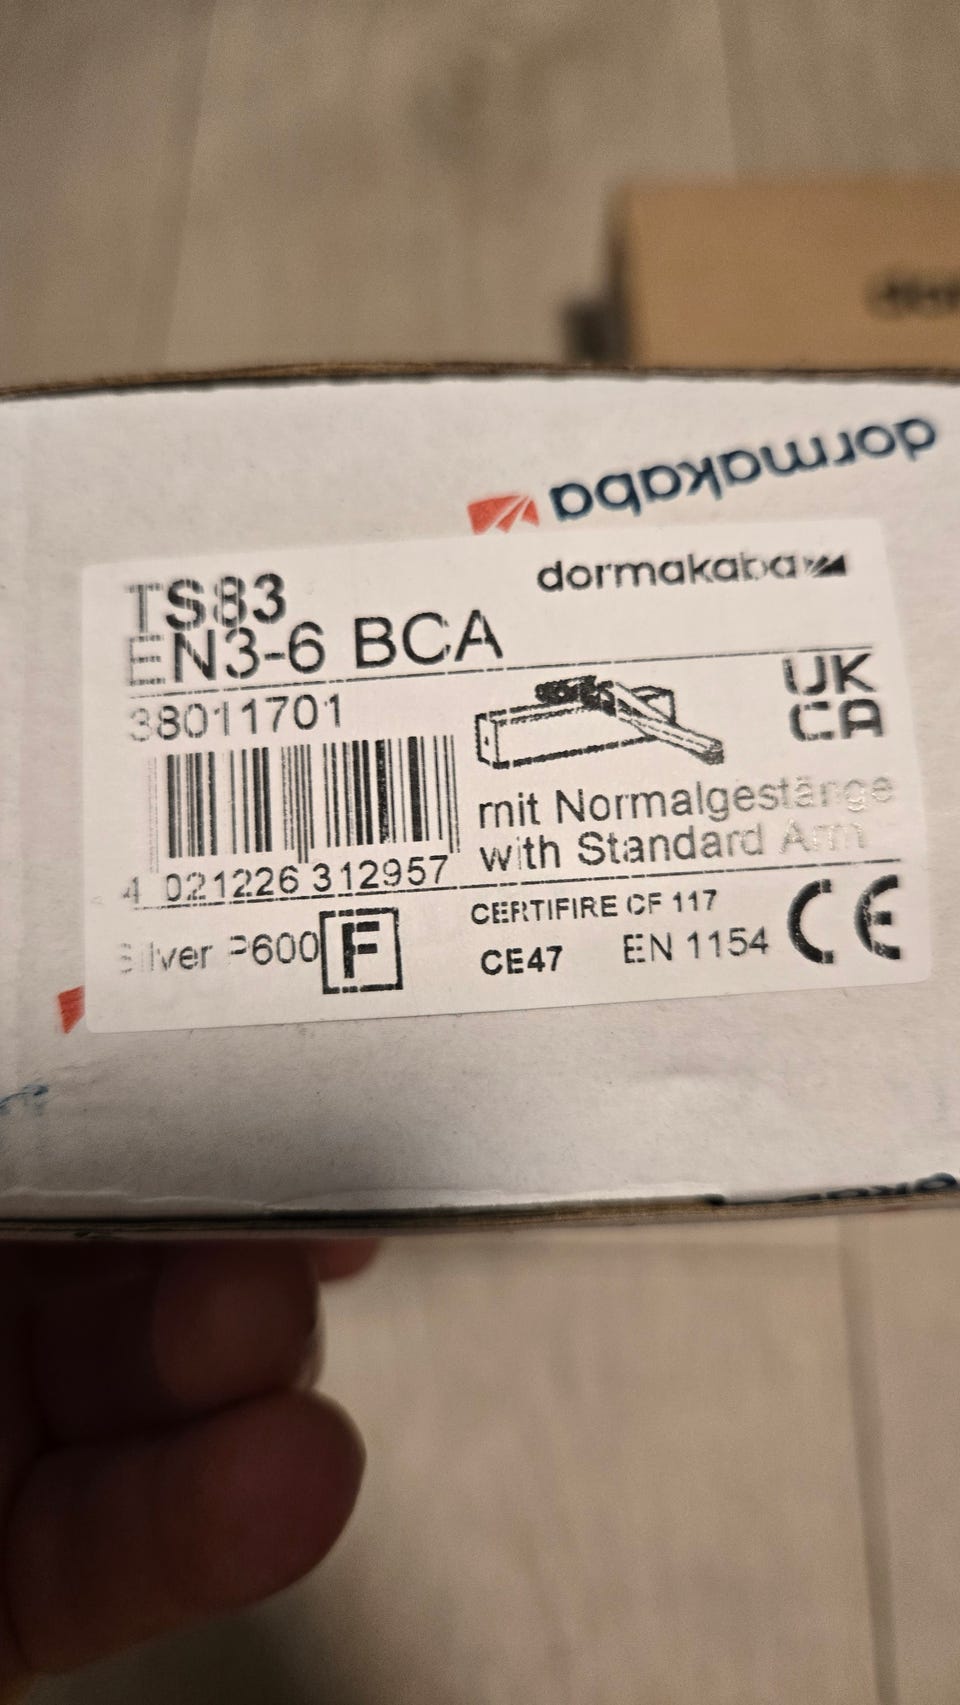 dormakaba
dormakaba
TS83
EN3-6 BCA
38011701
UK
CA
mit Normalgestänge
with Standard Arm
4 021226 312957
CERTIFIRE CF 117
Silver P600 F
CE47 EN 1154 CE